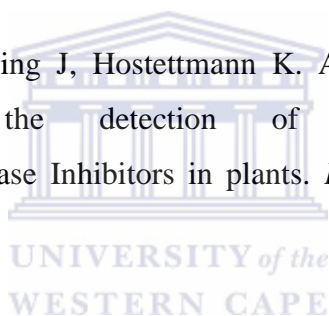 ing J, Hostettmann K. A
the detection of
ase Inhibitors in plants.
UNIVERSITY of the
WESTERN CAPE